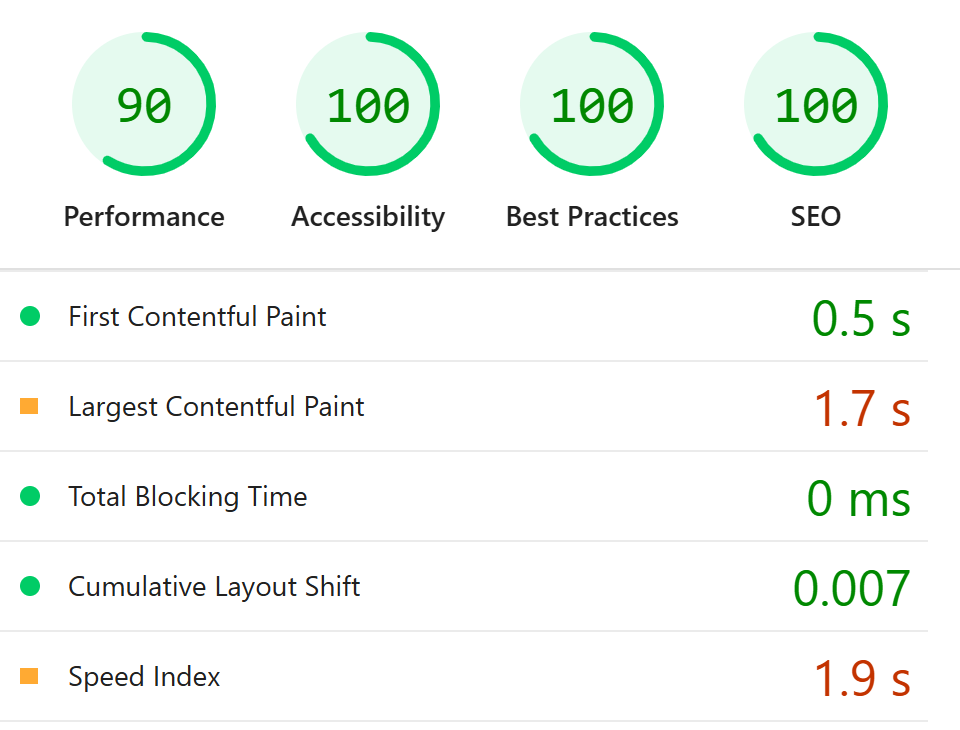 90 100 100 100
Performance Accessibility Best Practices SEO
First Contentful Paint 0.5 s
Largest Contentful Paint 1.7 s
Total Blocking Time 0 ms
Cumulative Layout Shift 0.007
Speed Index 1.9 s